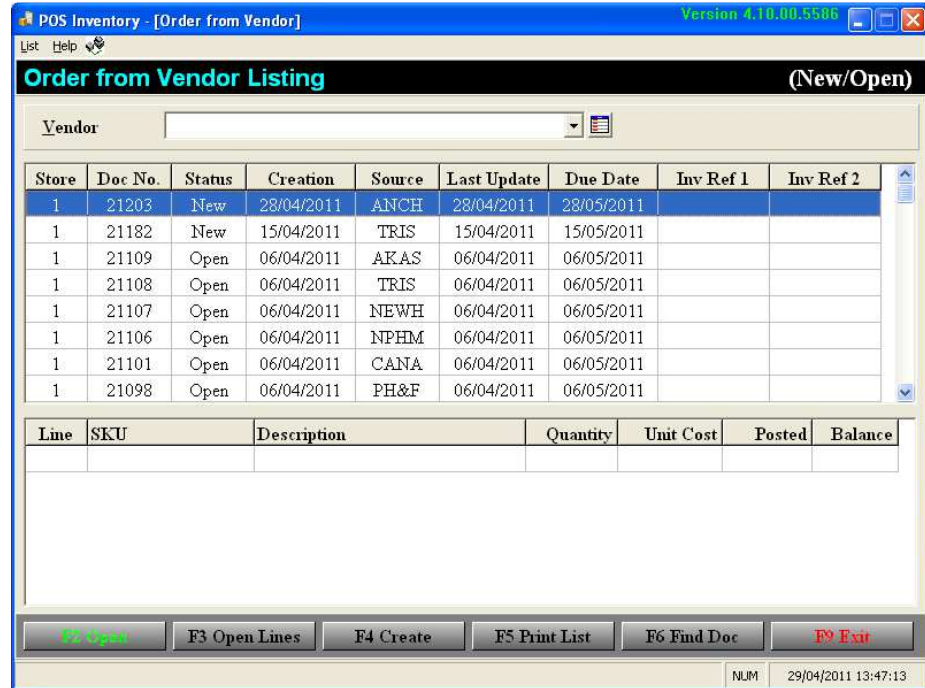 POS Inventory - [Order from Vendor] Version 4.10.00.5586
List Help
Order from Vendor Listing (New/Open)
Vendor
Store Doc No. Status Creation Source Last Update Due Date Inv Ref 1 Inv Ref 2
1 21203 New 28/04/2011 ANCH 28/04/2011 28/05/2011
1 21182 New 15/04/2011 TRIS 15/04/2011 15/05/2011
1 21109 Open 06/04/2011 AKAS 06/04/2011 06/05/2011
1 21108 Open 06/04/2011 TRIS 06/04/2011 06/05/2011
1 21107 Open 06/04/2011 NEWH 06/04/2011 06/05/2011
1 21106 Open 06/04/2011 NPHM 06/04/2011 06/05/2011
1 21101 Open 06/04/2011 CANA 06/04/2011 06/05/2011
1 21098 Open 06/04/2011 PH&F 06/04/2011 06/05/2011
Line SKU Description Quantity Unit Cost Posted Balance
F2 Open F3 Open Lines F4 Create F5 Print List F6 Find Doc F9 Exit
NUM 29/04/2011 13:47:13